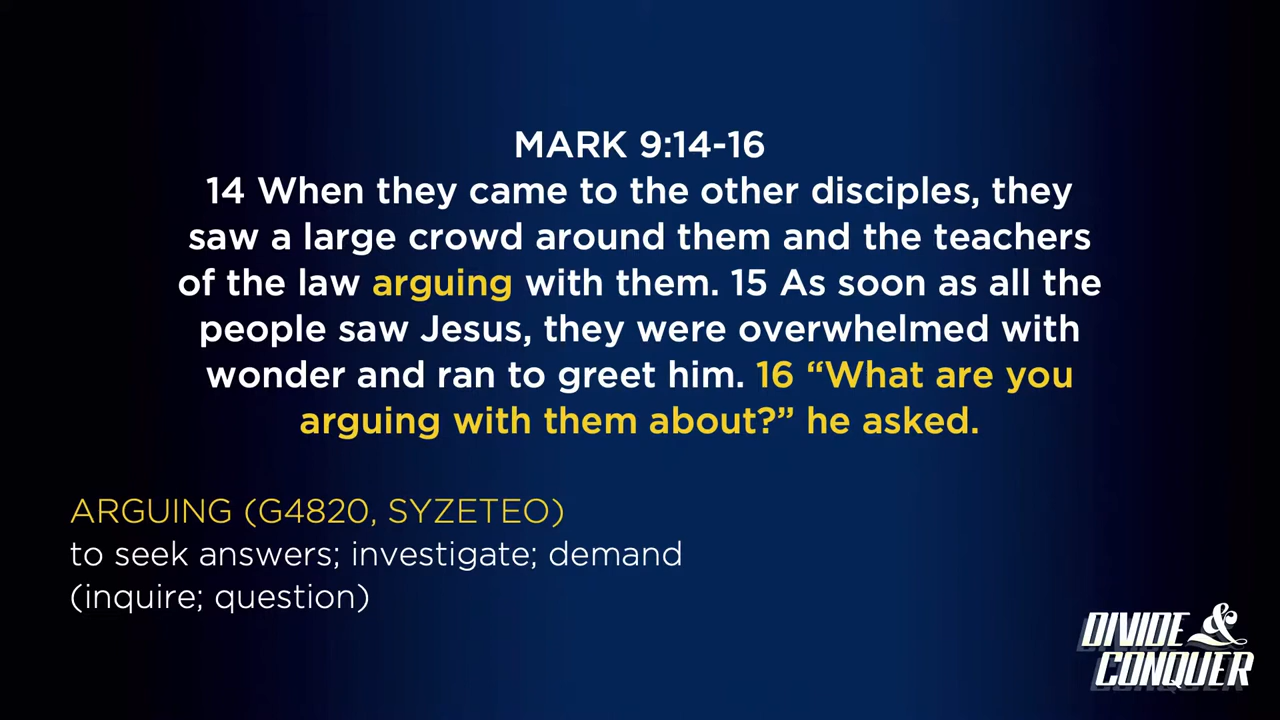 MARK 9:14-16
14 When they came to the other disciples, they
saw a large crowd around them and the teachers
of the law arguing with them. 15 As soon as all the
people saw Jesus, they were overwhelmed with
wonder and ran to greet him. 16 “What are you
arguing with them about?” he asked.
ARGUING (G4820, SYZETEO)
to seek answers; investigate; demand
(inquire; question)
DIVIDE &
CONQUER